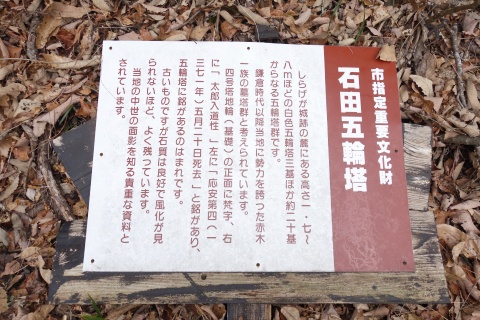 市指定重要文化財
石田五輪塔
しらげが城跡の麓にある高さ一・七～
八ｍほどの白色五輪塔三基ほか約二十基
からなる五輪塔群です。
鎌倉時代以降当地に勢力を誇つた赤木
一族の墓塔群と考えられています。
四号塔地輪（基礎）の正面に梵字、右
に「太郎入道性　」左に「応安第四（一
三七一年）五月二十日死去　」と銘があり、
五輪塔に銘があるのはまれです。
古いものですが石質は良好で風化が見
られないほど、よく残っています。
当地の中世の面影を知る貴重な資料と
されています。